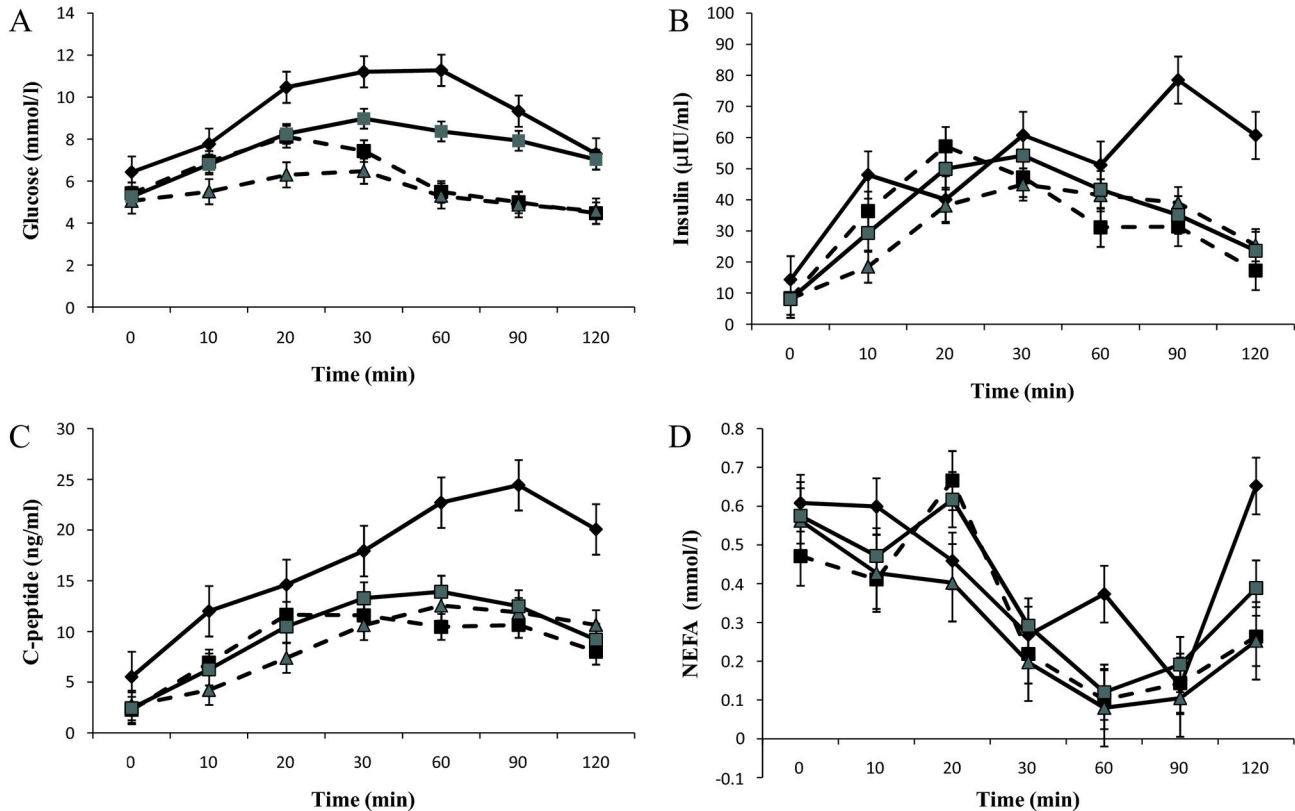 A
14
12
10
8
6
4
2
0
Glucose (mmol/l)
0 10 20 30 60 90 120
Time (min)
B
100
90
80
70
60
50
40
30
20
10
0
Insulin (μIU/ml)
0 10 20 30 60 90 120
Time (min)
C
30
25
20
15
10
5
0
C-peptide (ng/ml)
0 10 20 30 60 90 120
Time (min)
D
0.8
0.7
0.6
0.5
0.4
0.3
0.2
0.1
0
-0.1
NEFA (mmol/l)
0 10 20 30 60 90 120
Time (min)